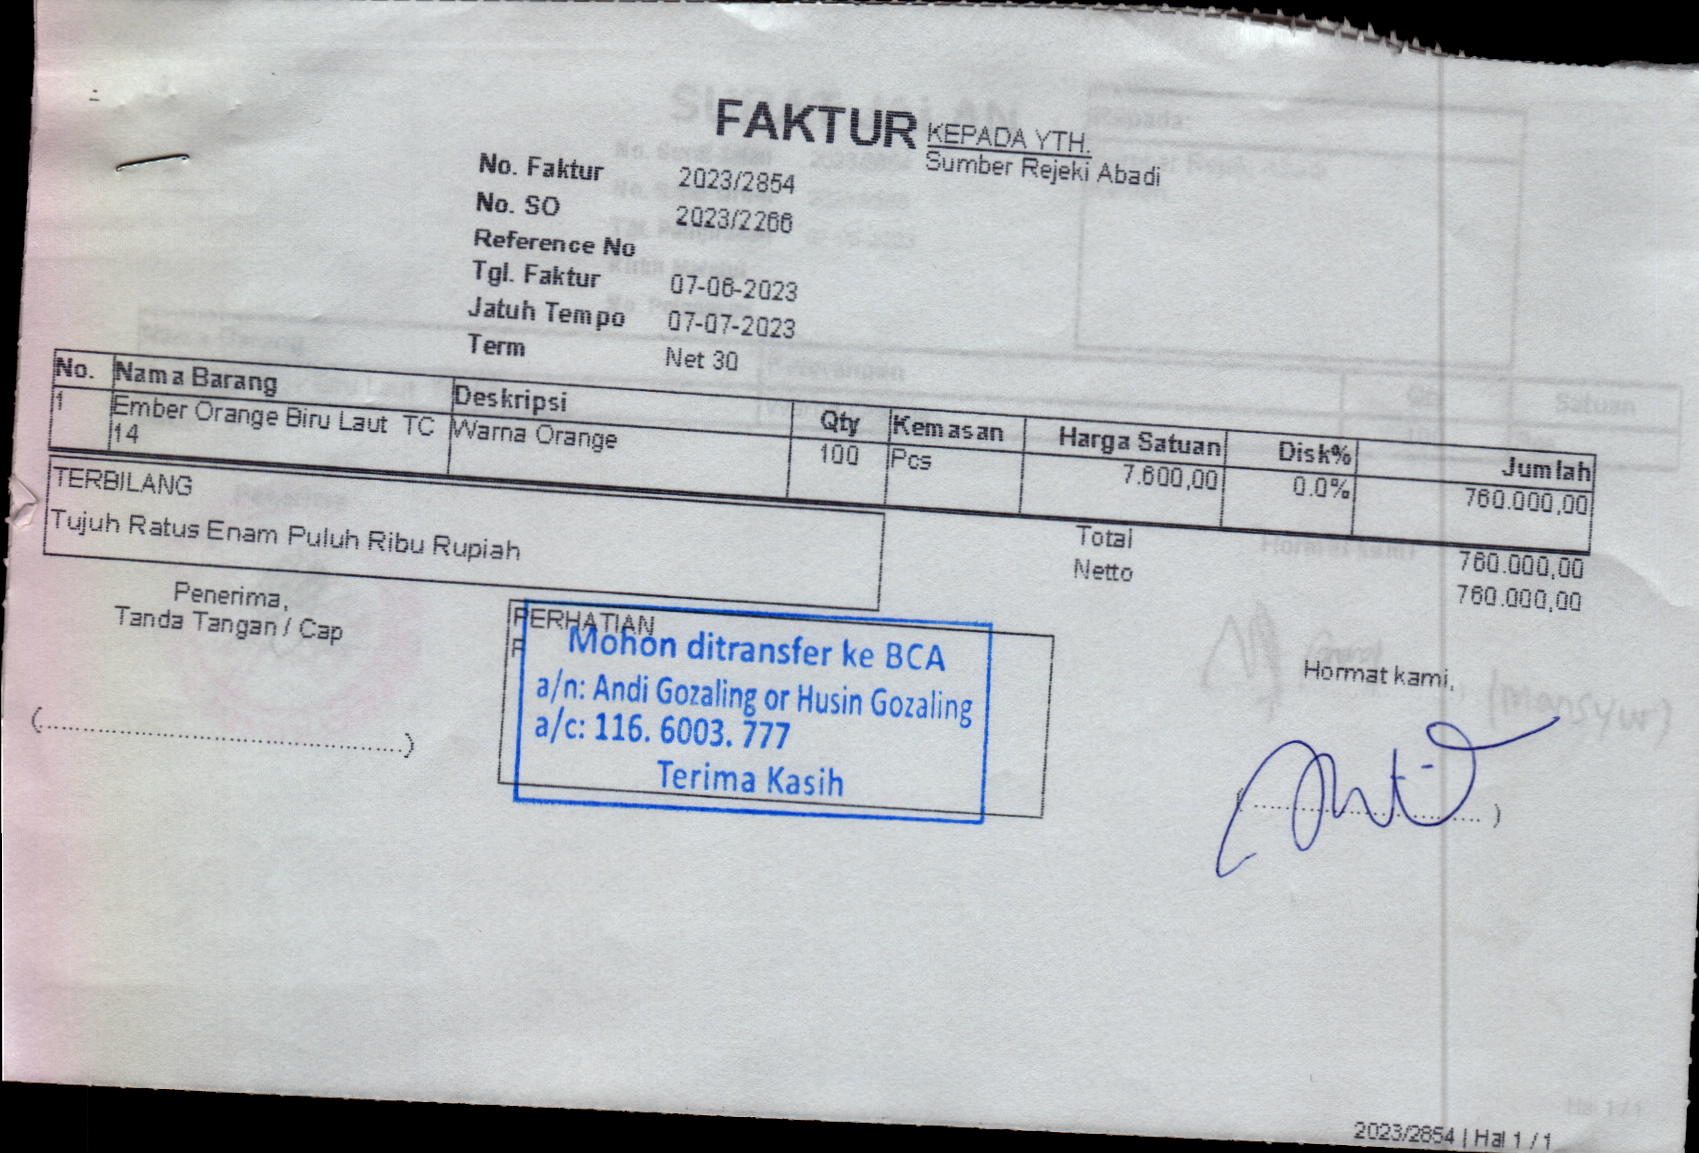 FAKTUR
KEPADA YTH.
Sumber Rejeki Abadi
No. Faktur 2023/2854
No. SO 2023/2266
Reference No
Tgl. Faktur 07-06-2023
Jatuh Tempo 07-07-2023
Term Net 30
No. Nama Barang Deskripsi Qty Kemasan Harga Satuan Disk% Jumlah
1 Ember Orange Biru Laut TC Warna Orange 100 Pcs 7.600,00 0.0% 760.000,00
14
TERBILANG
Tujuh Ratus Enam Puluh Ribu Rupiah
Total 760.000,00
Netto 760.000,00
Penerima,
Tanda Tangan / Cap
(............................................)
PERHATIAN
Mohon ditransfer ke BCA
a/n: Andi Gozaling or Husin Gozaling
a/c: 116. 6003. 777
Terima Kasih
Hormat kami,
(............................................)
2023/2854 | Hal 1 / 1